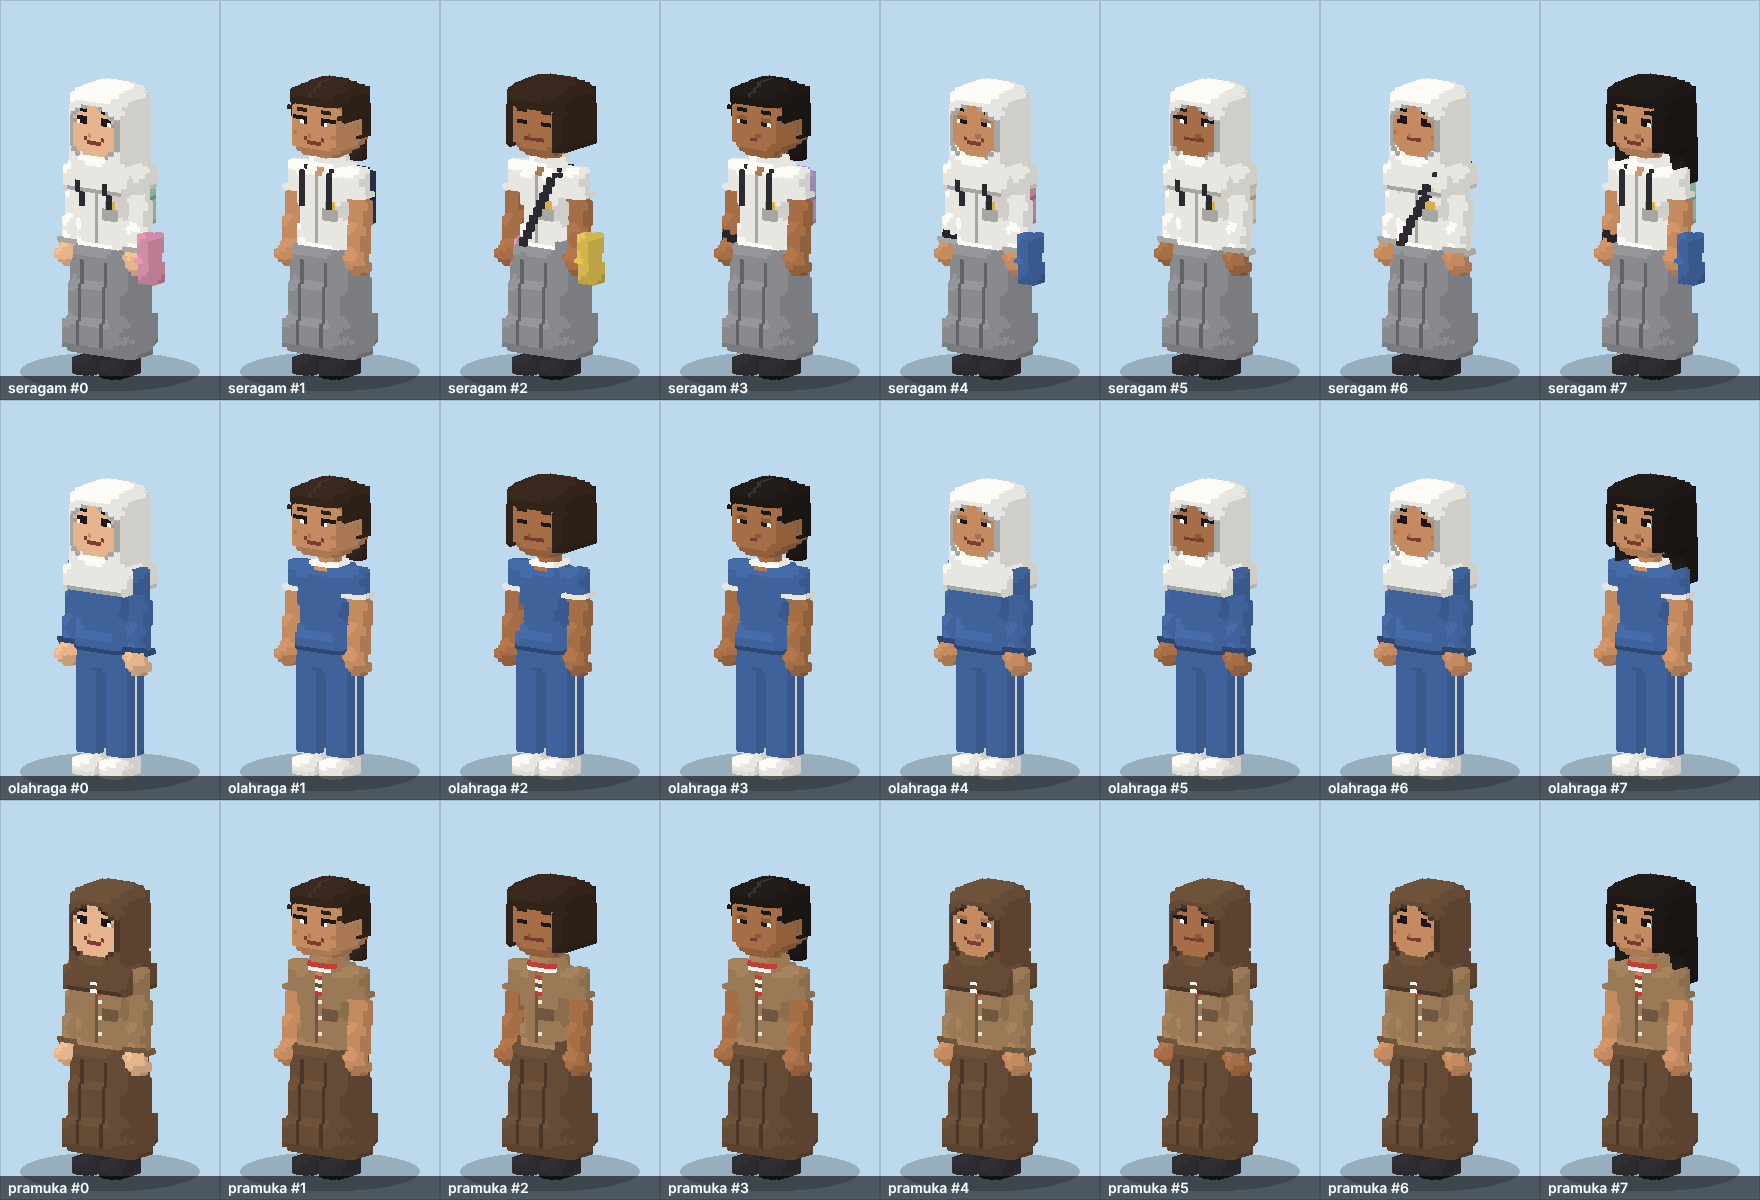 seragam #0
seragam #1
seragam #2
seragam #3
seragam #4
seragam #5
seragam #6
seragam #7
olahraga #0
olahraga #1
olahraga #2
olahraga #3
olahraga #4
olahraga #5
olahraga #6
olahraga #7
pramuka #0
pramuka #1
pramuka #2
pramuka #3
pramuka #4
pramuka #5
pramuka #6
pramuka #7